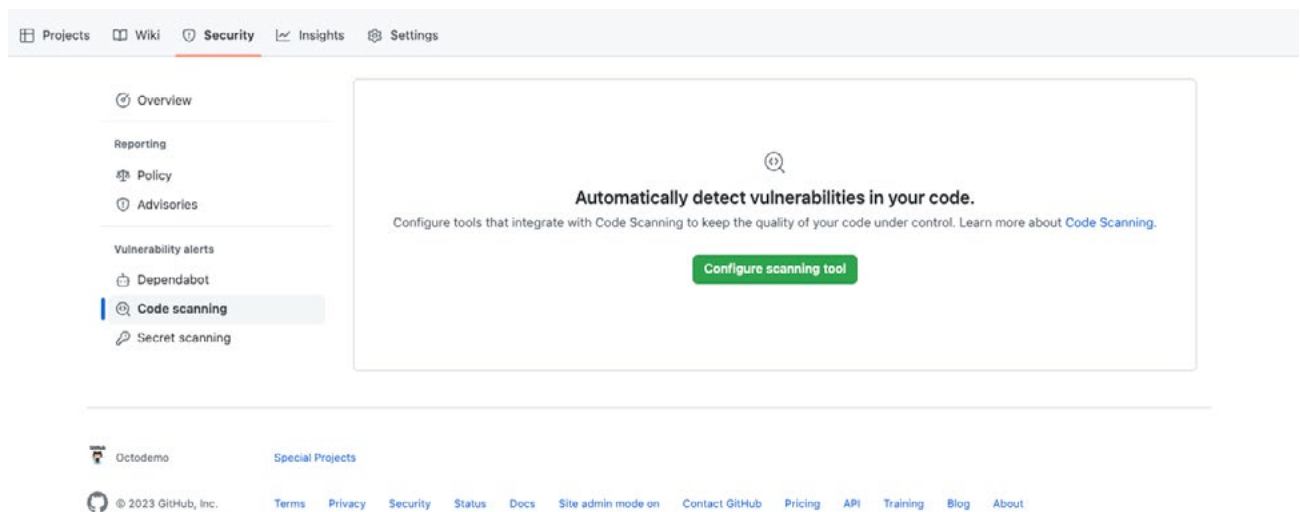 Projects Wiki Security Insights Settings
Overview
Reporting
Policy
Advisories
Vulnerability alerts
Dependabot
Code scanning
Secret scanning
Automatically detect vulnerabilities in your code.
Configure tools that integrate with Code Scanning to keep the quality of your code under control. Learn more about Code Scanning.
Configure scanning tool
Octodemo Special Projects
© 2023 GitHub, Inc. Terms Privacy Security Status Docs Site admin mode on Contact GitHub Pricing API Training Blog About